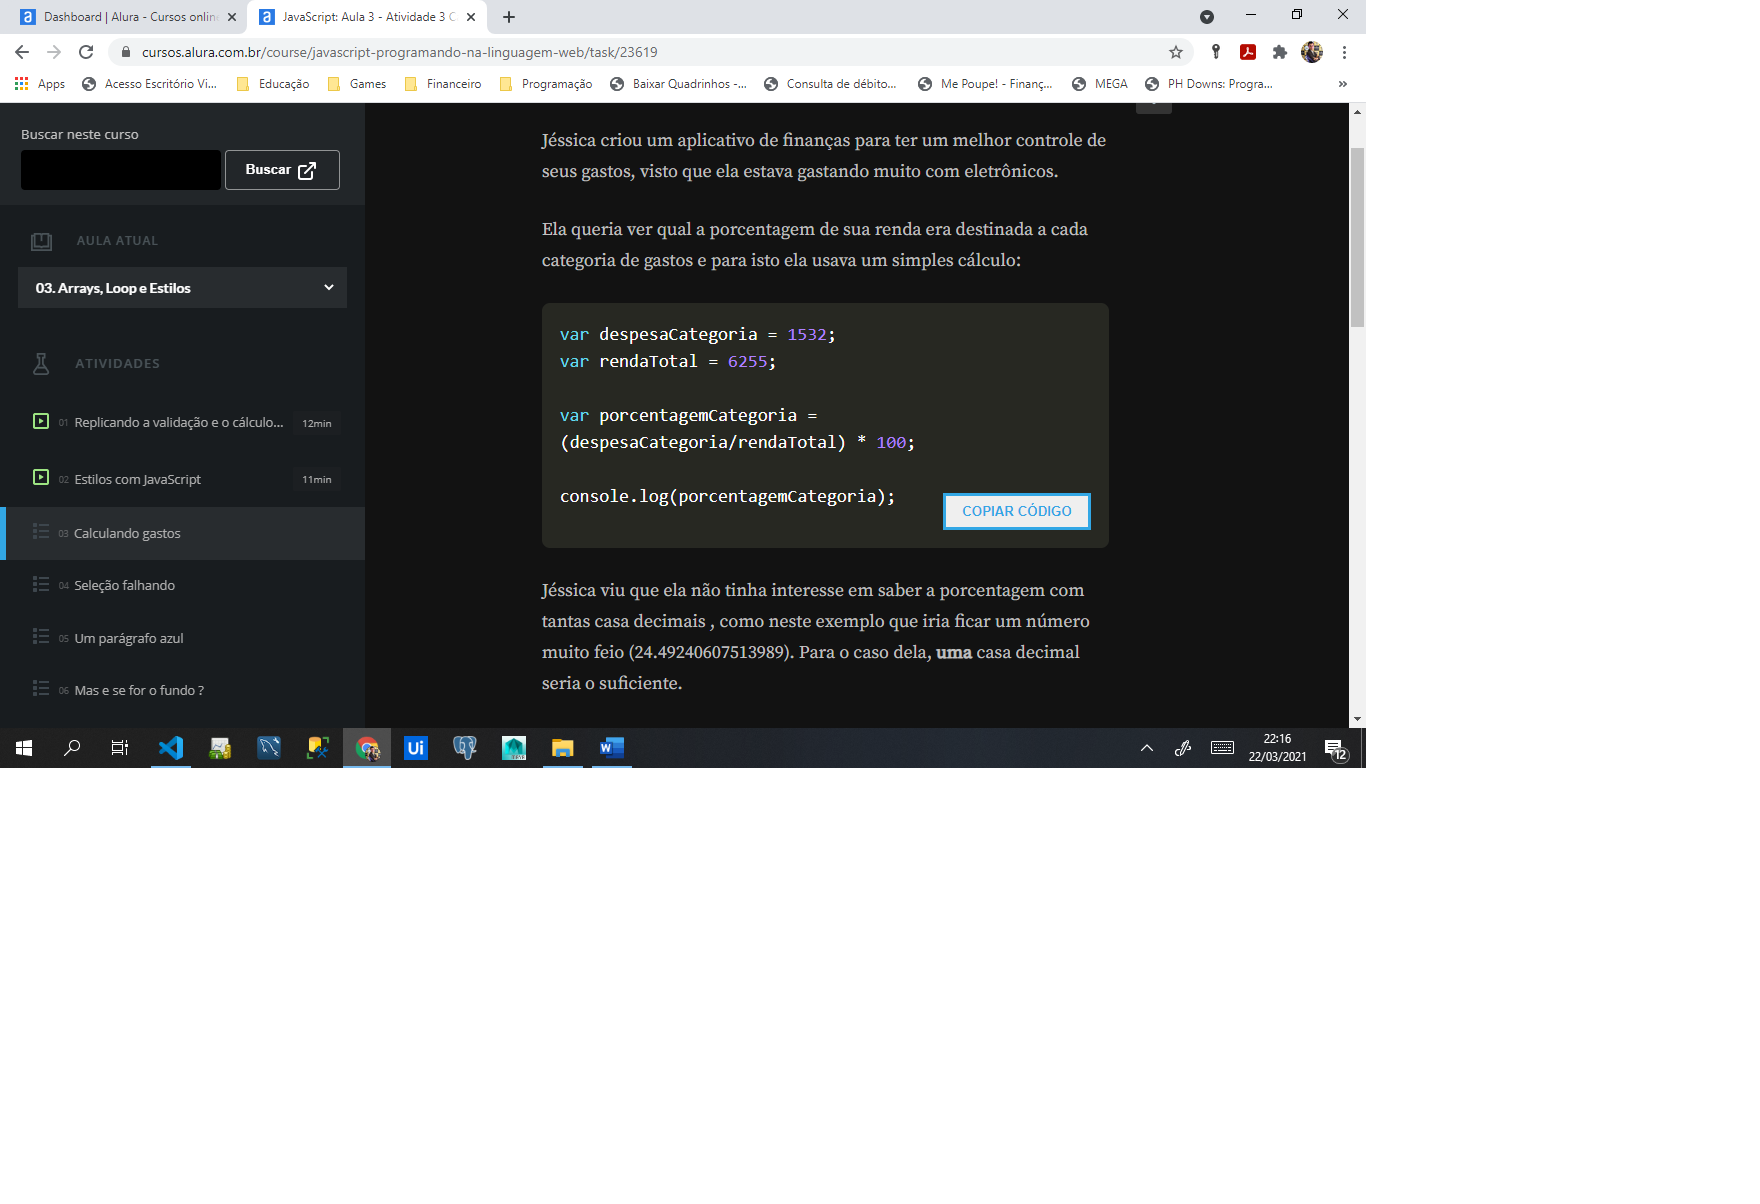 Dashboard | Alura - Cursos onlin
JavaScript: Aula 3 - Atividade 3 C
cursos.alura.com.br/course/javascript-programando-na-linguagem-web/task/23619
Apps
Acesso Escritório Vi...
Educação
Games
Financeiro
Programação
Baixar Quadrinhos -...
Consulta de débito...
Me Poupe! - Finanç...
MEGA
PH Downs: Progra...
»
Buscar neste curso
Buscar
AULA ATUAL
03. Arrays, Loop e Estilos
ATIVIDADES
01 Replicando a validação e o cálculo... 12min
02 Estilos com JavaScript 11min
03 Calculando gastos
04 Seleção falhando
05 Um parágrafo azul
06 Mas e se for o fundo ?
Jéssica criou um aplicativo de finanças para ter um melhor controle de
seus gastos, visto que ela estava gastando muito com eletrônicos.
Ela queria ver qual a porcentagem de sua renda era destinada a cada
categoria de gastos e para isto ela usava um simples cálculo:
var despesaCategoria = 1532;
var rendaTotal = 6255;
var porcentagemCategoria =
(despesaCategoria/rendaTotal) * 100;
console.log(porcentagemCategoria);
COPIAR CÓDIGO
Jéssica viu que ela não tinha interesse em saber a porcentagem com
tantas casa decimais , como neste exemplo que iria ficar um número
muito feio (24.49240607513989). Para o caso dela, uma casa decimal
seria o suficiente.
Ui
W
22:16
22/03/2021
12